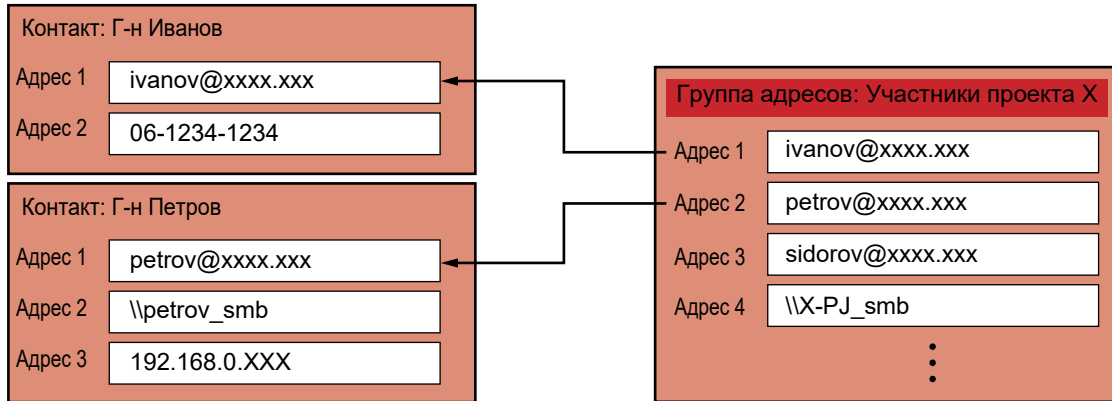 Контакт: Г-н Иванов
Адрес 1 ivanov@xxxx.xxx
Адрес 2 06-1234-1234
Контакт: Г-н Петров
Адрес 1 petrov@xxxx.xxx
Адрес 2 \\petrov_smb
Адрес 3 192.168.0.XXX
Группа адресов: Участники проекта X
Адрес 1 ivanov@xxxx.xxx
Адрес 2 petrov@xxxx.xxx
Адрес 3 sidorov@xxxx.xxx
Адрес 4 \\X-PJ_smb